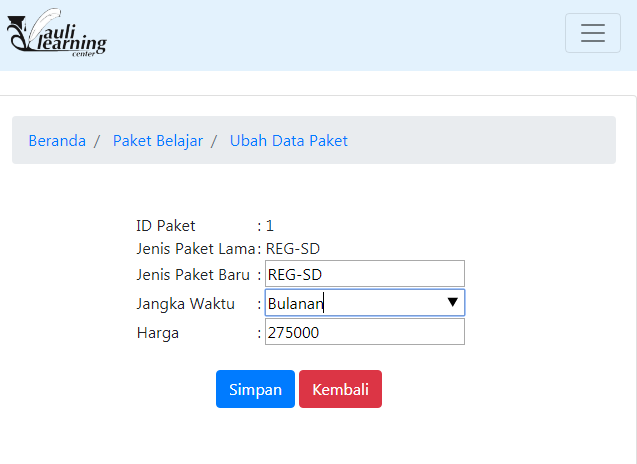 auli
learning
center
Beranda / Paket Belajar / Ubah Data Paket
ID Paket : 1
Jenis Paket Lama : REG-SD
Jenis Paket Baru : REG-SD
Jangka Waktu : Bulanan
Harga : 275000
Simpan Kembali